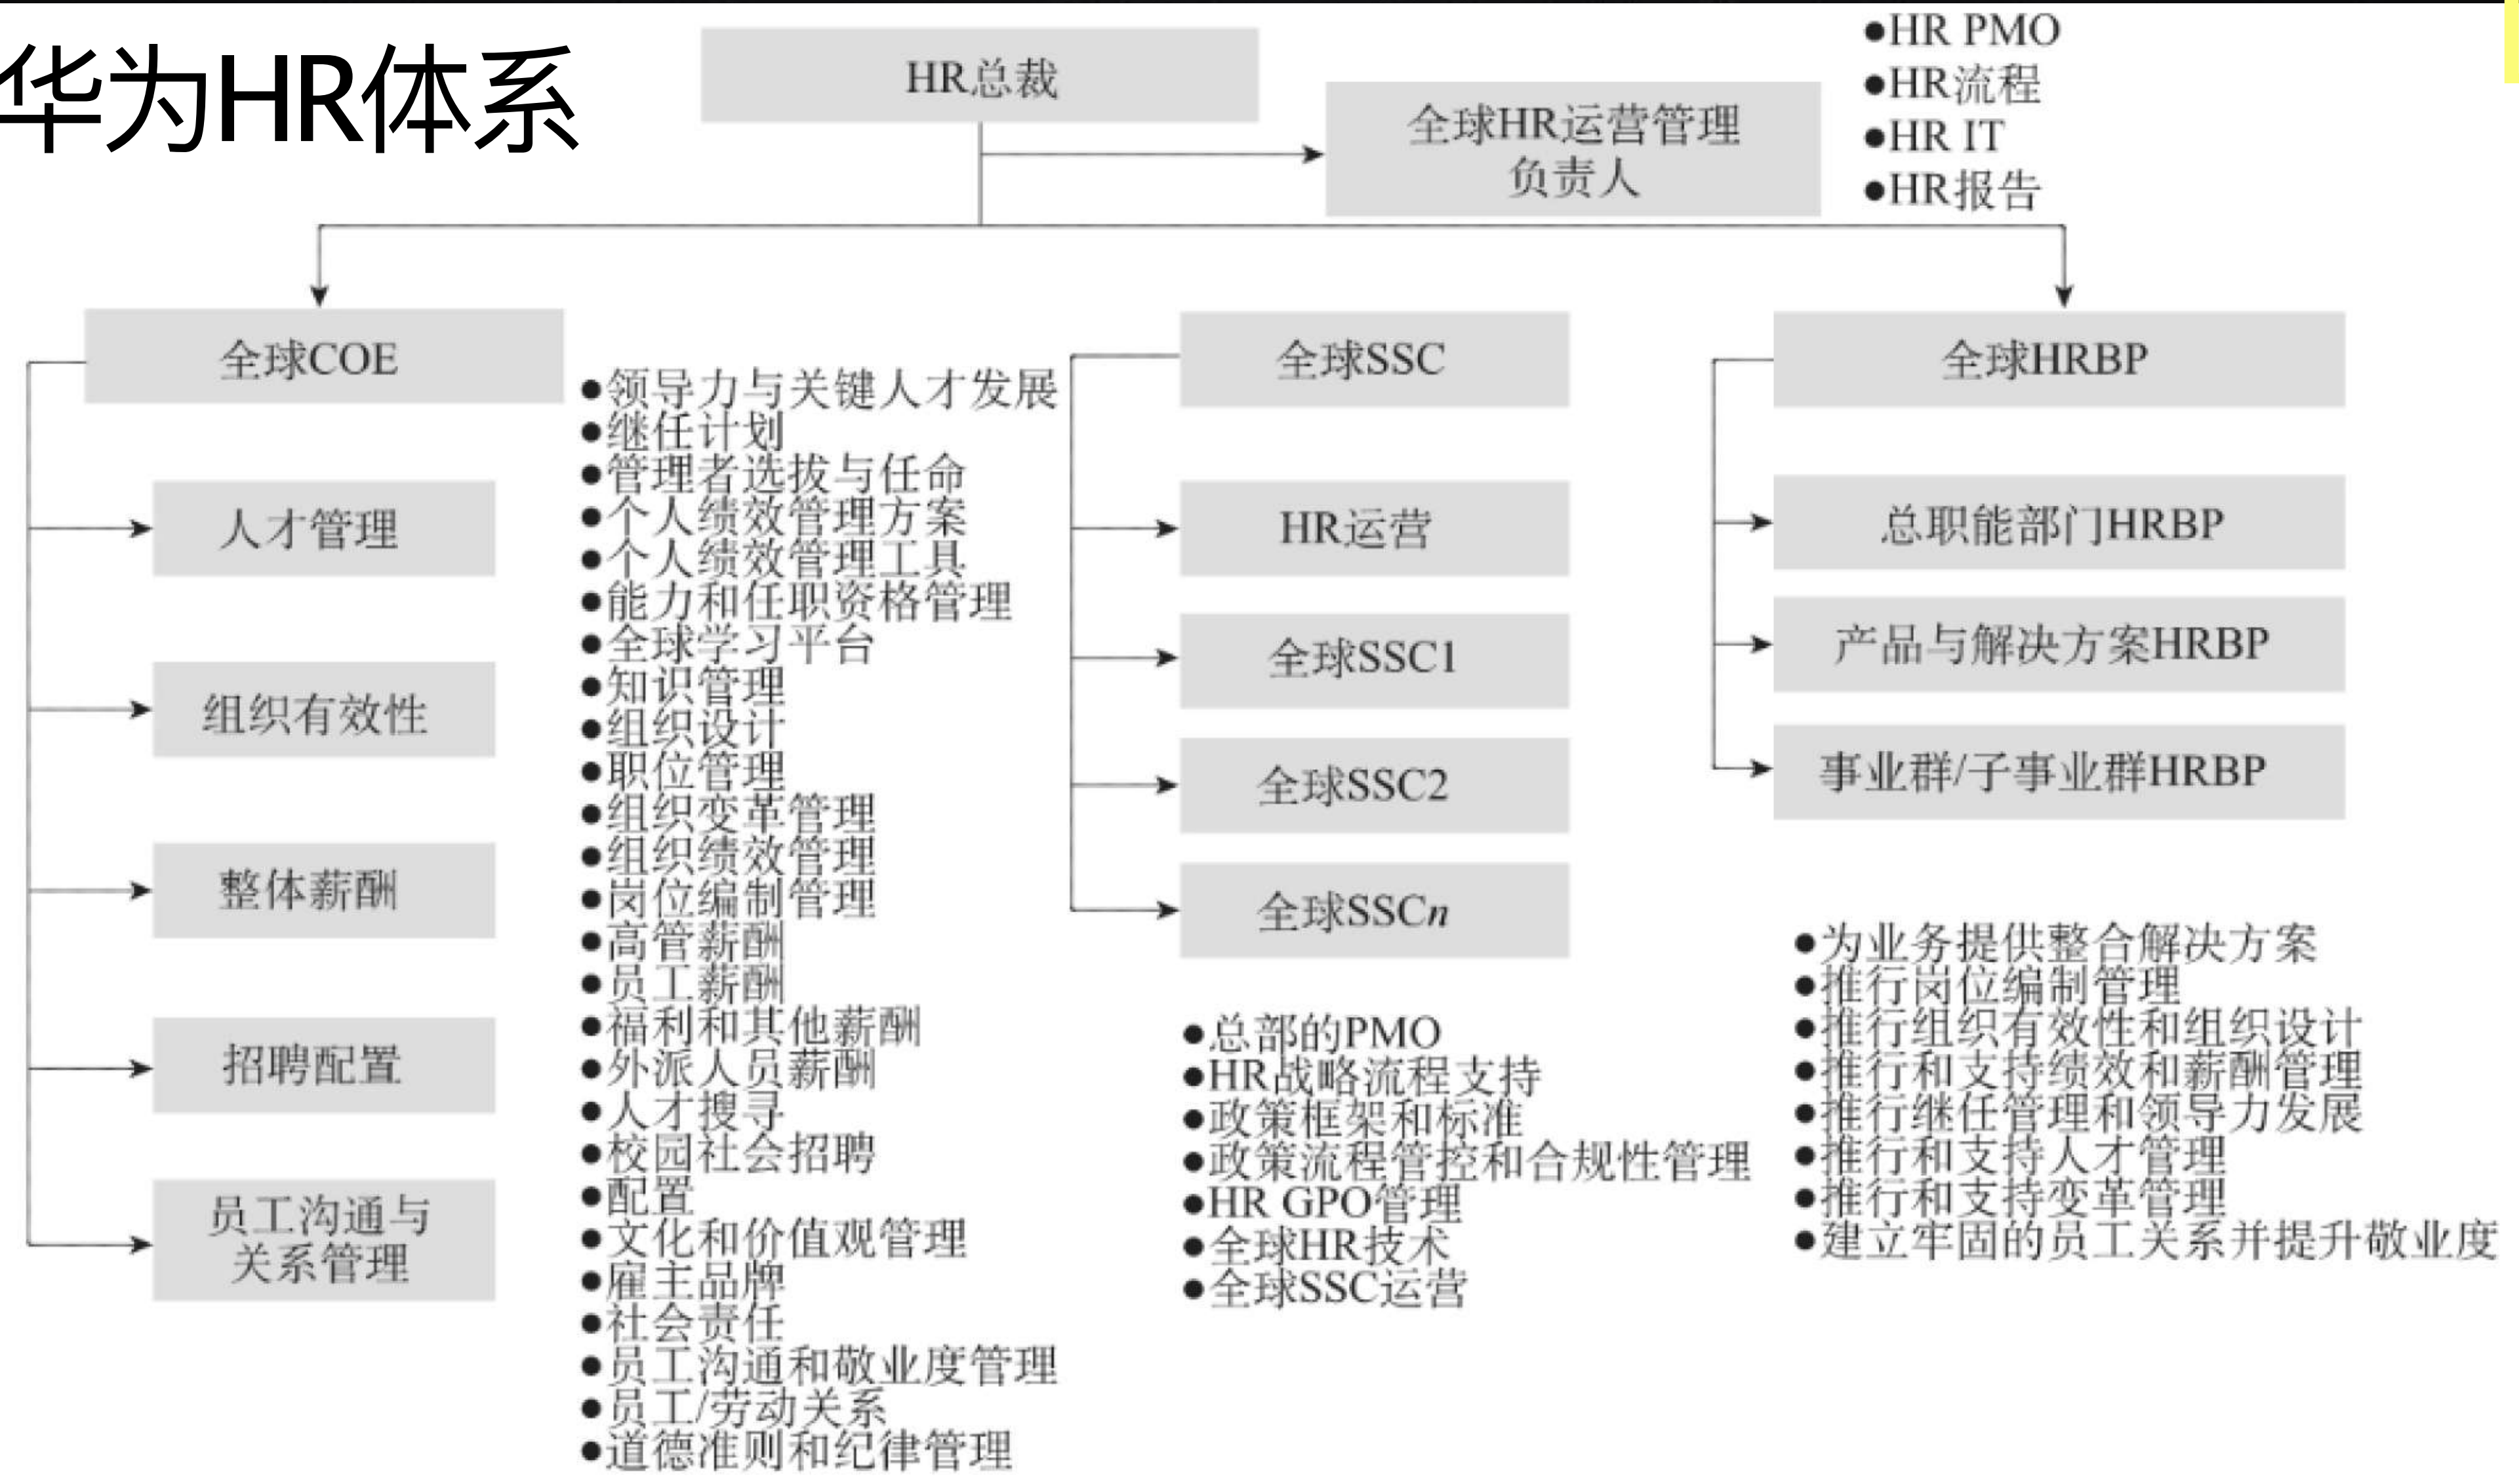 华为HR体系
HR总裁
全球HR运营管理
负责人
●HR PMO
●HR流程
●HR IT
●HR报告
全球COE
人才管理
组织有效性
整体薪酬
招聘配置
员工沟通与
关系管理
●领导力与关键人才发展
●继任计划
●管理者选拔与任命
●个人绩效管理方案
●个人绩效管理工具
●能力和任职资格管理
●全球学习平台
●知识管理
●组织设计
●职位管理
●组织变革管理
●组织绩效管理
●岗位编制管理
●高管薪酬
●员工薪酬
●福利和其他薪酬
●外派人员薪酬
●人才搜寻
●校园社会招聘
●配置
●文化和价值观管理
●雇主品牌
●社会责任
●员工沟通和敬业度管理
●员工/劳动关系
●道德准则和纪律管理
全球SSC
HR运营
全球SSC1
全球SSC2
全球SSCn
●总部的PMO
●HR战略流程支持
●政策框架和标准
●政策流程管控和合规性管理
●HR GPO管理
●全球HR技术
●全球SSC运营
全球HRBP
总职能部门HRBP
产品与解决方案HRBP
事业群/子事业群HRBP
●为业务提供整合解决方案
●推行岗位编制管理
●推行组织有效性和组织设计
●推行和支持绩效和薪酬管理
●推行继任管理和领导力发展
●推行和支持人才管理
●推行和支持变革管理
●建立牢固的员工关系并提升敬业度